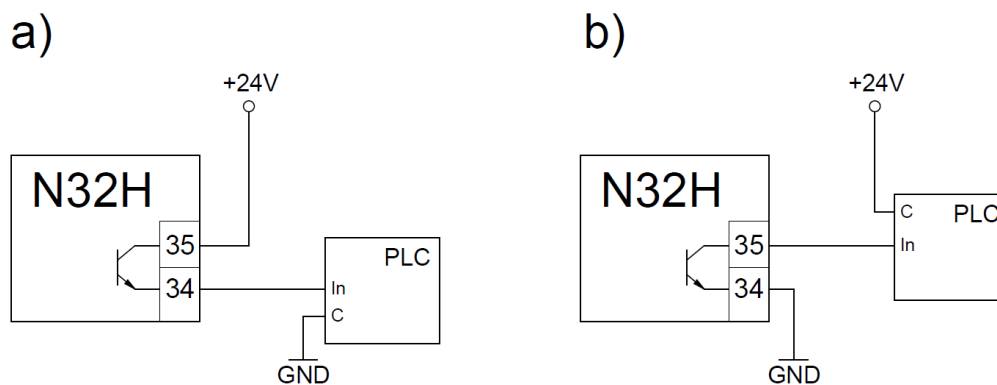 a)
+24V
N32H
35
34
PLC
In
C
GND
b)
+24V
N32H
35
34
C
PLC
In
GND